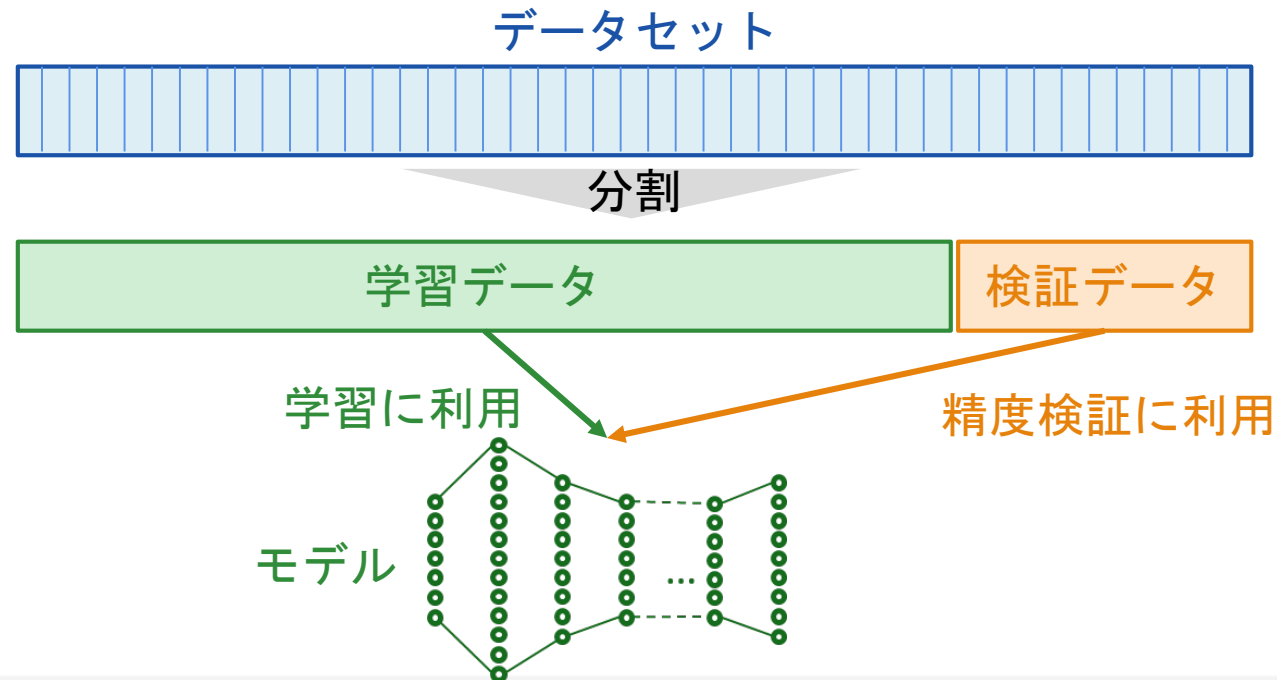 データセット
分割
学習データ
検証データ
学習に利用
精度検証に利用
モデル
...